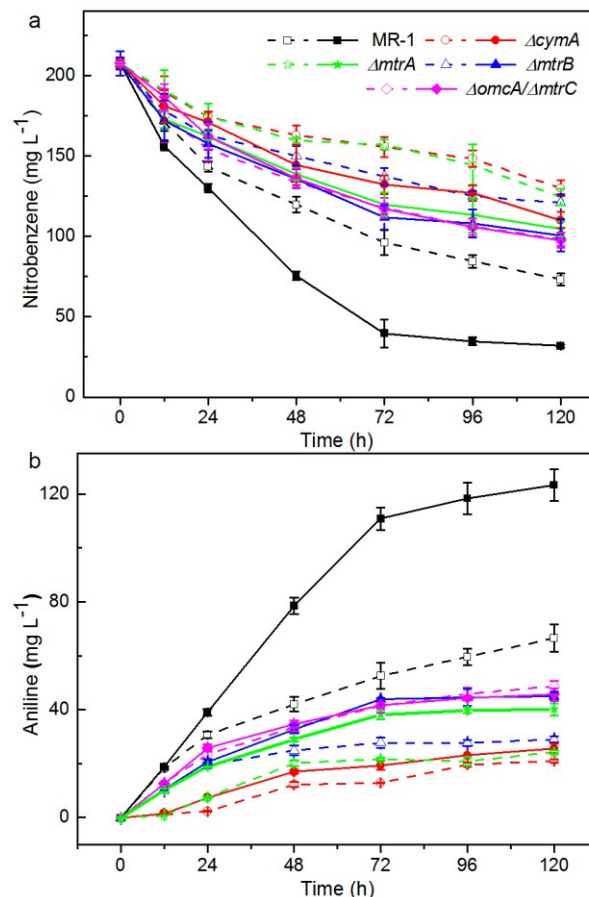 a
MR-1 ΔcymA
ΔmtrA ΔmtrB
ΔomcA/ΔmtrC
Nitrobenzene (mg L⁻¹)
200
150
100
50
0
0 24 48 72 96 120
Time (h)
b
Aniline (mg L⁻¹)
120
80
40
0
0 24 48 72 96 120
Time (h)